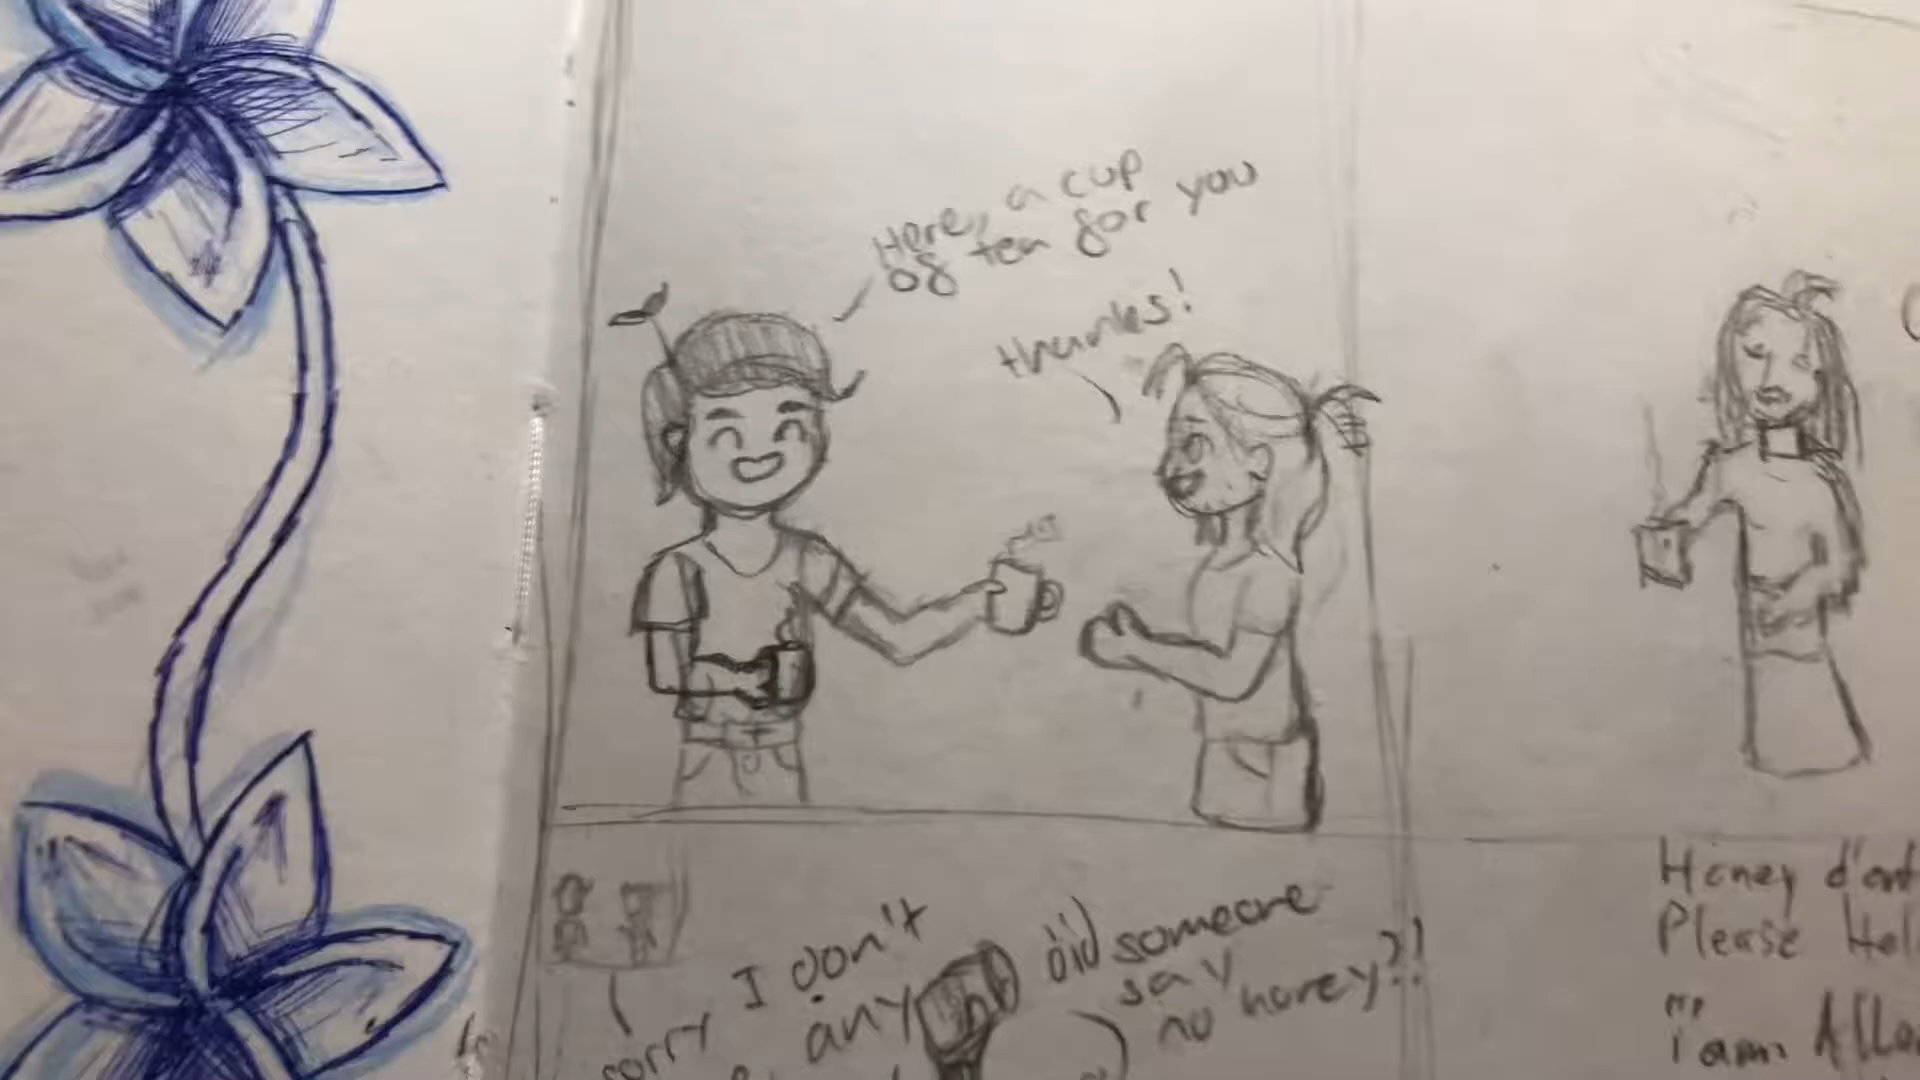 Here, a cup
of tea for you
thanks!
sorry I don't
any
did someone
say
no honey?!
Honey
Please
i am